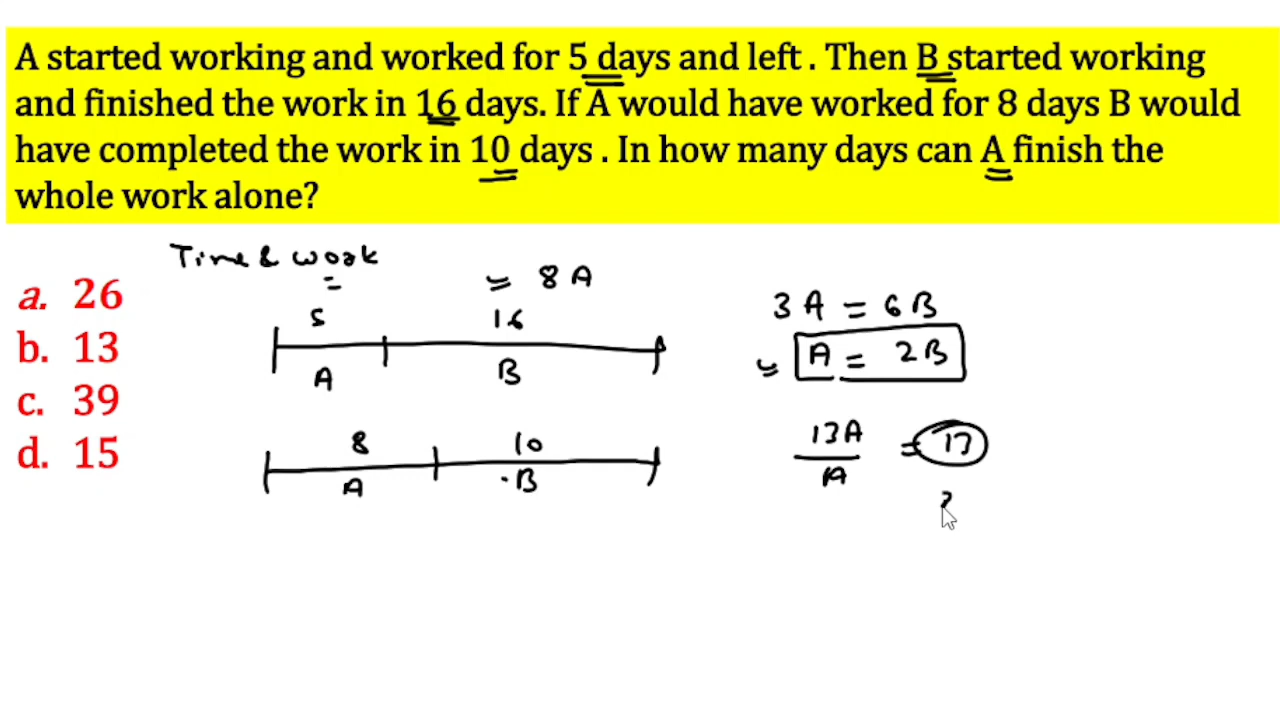 A started working and worked for 5 days and left . Then B started working
and finished the work in 16 days. If A would have worked for 8 days B would
have completed the work in 10 days . In how many days can A finish the
whole work alone?
Time & work
a. 26
b. 13
c. 39
d. 15
= 8 A
5 16
A B
8 10
A B
3 A = 6 B
A = 2B
13A
A
= 13